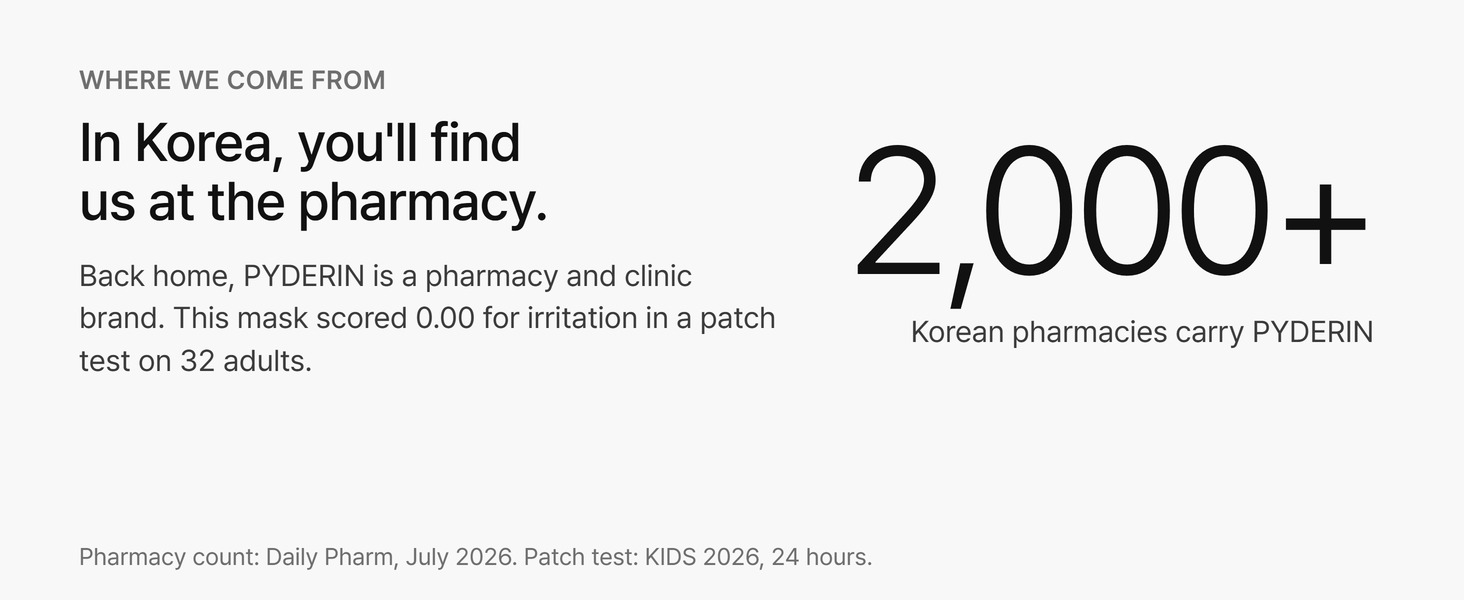 WHERE WE COME FROM
In Korea, you'll find
us at the pharmacy.
Back home, PYDERIN is a pharmacy and clinic
brand. This mask scored 0.00 for irritation in a patch
test on 32 adults.
2,000+
Korean pharmacies carry PYDERIN
Pharmacy count: Daily Pharm, July 2026. Patch test: KIDS 2026, 24 hours.